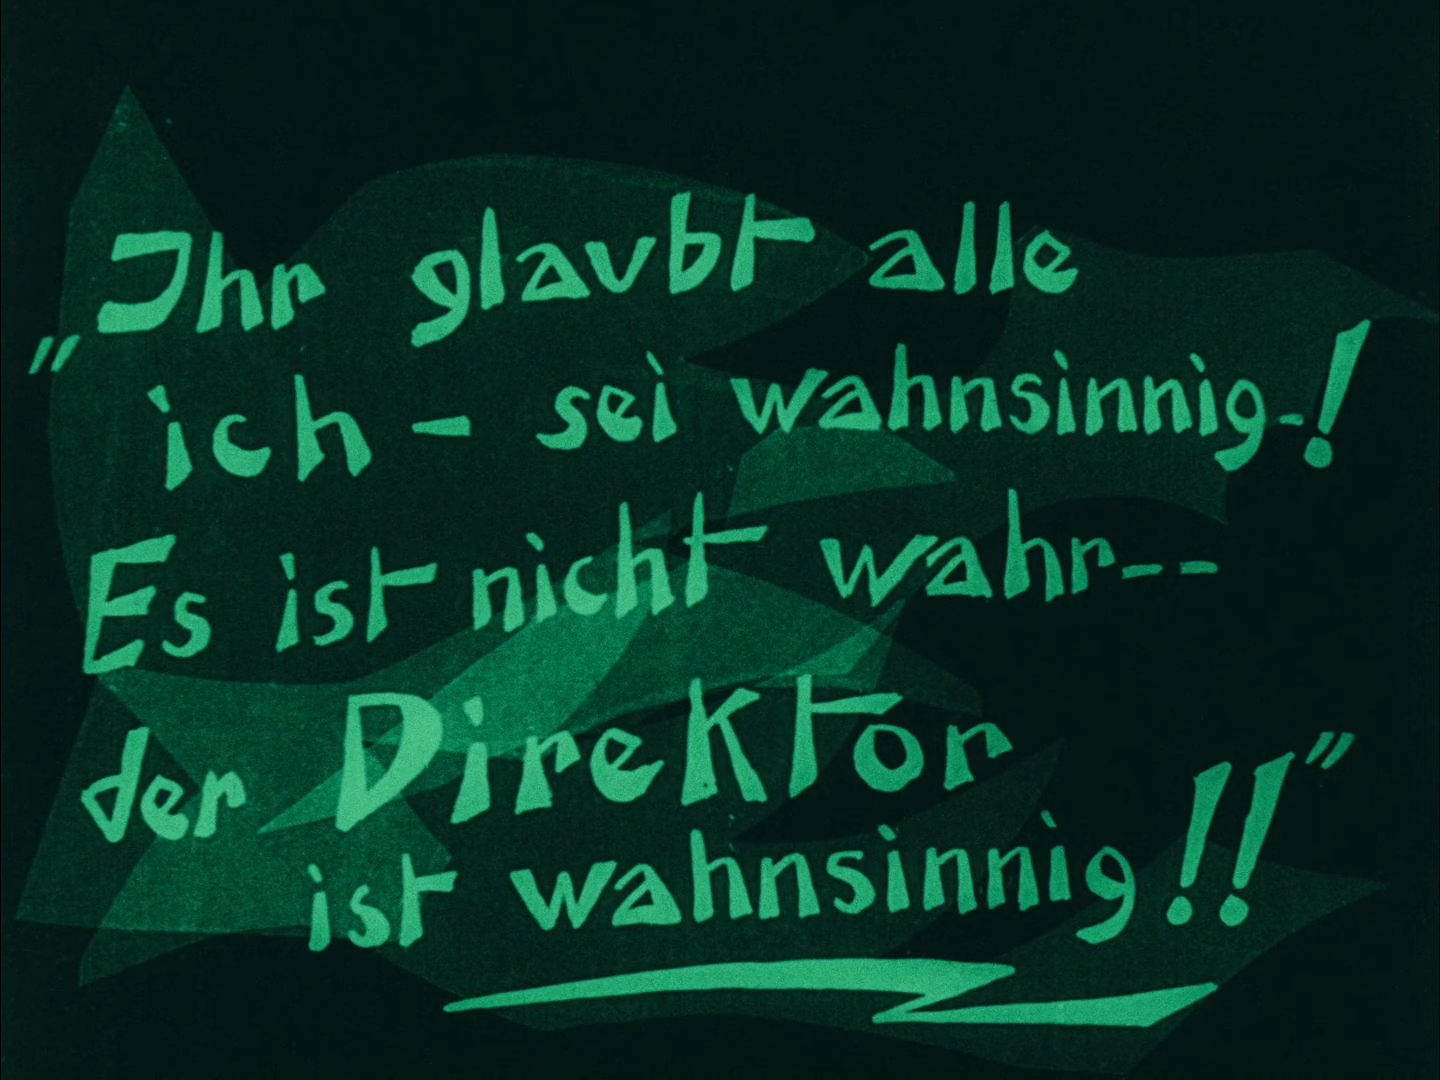 „Ihr glaubt alle
ich – sei wahnsinnig-!
Es ist nicht wahr--
der Direktor
ist wahnsinnig!!”